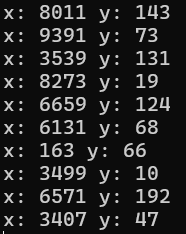 x: 8011 y: 143
x: 9391 y: 73
x: 3539 y: 131
x: 8273 y: 19
x: 6659 y: 124
x: 6131 y: 68
x: 163 y: 66
x: 3499 y: 10
x: 6571 y: 192
x: 3407 y: 47